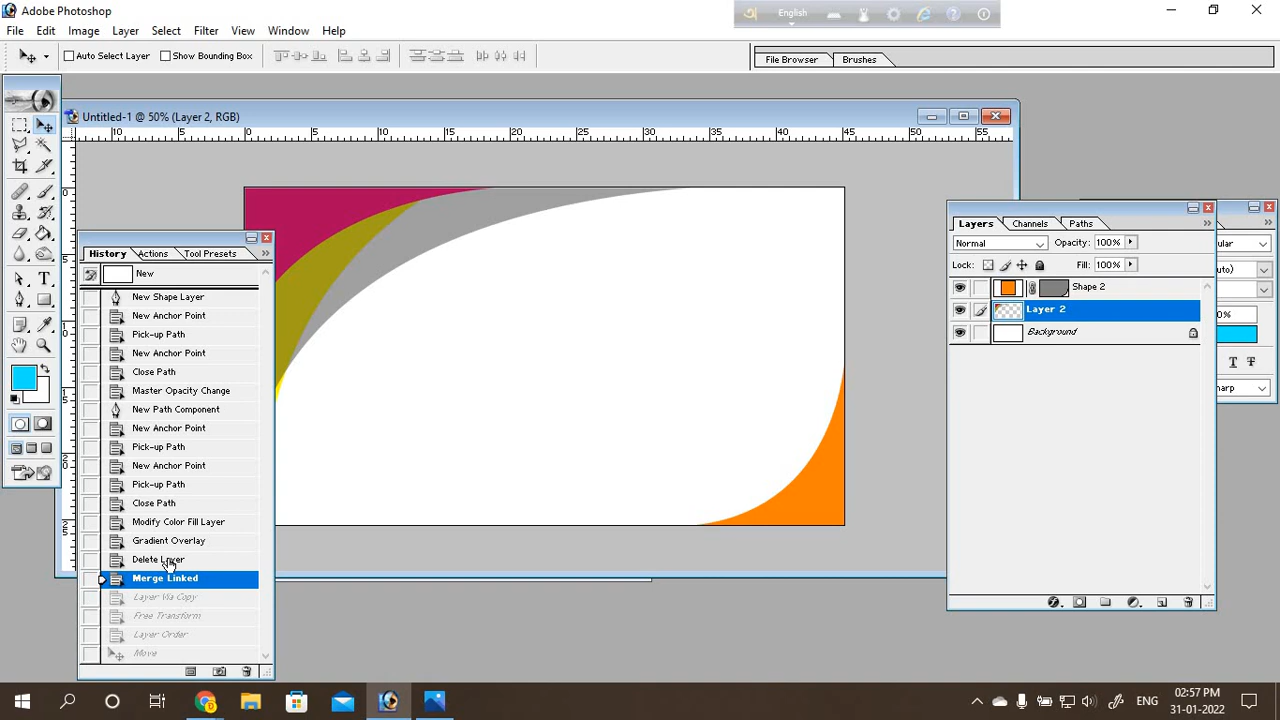 Adobe Photoshop
English
File Edit Image Layer Select Filter View Window Help
Auto Select Layer Show Bounding Box
File Browser Brushes
Untitled-1 @ 50% (Layer 2, RGB)
10 0 5 10 15 20 25 30 35 40 45 50 55
Layers Channels Paths
Normal Opacity: 100%
Lock: Fill: 100%
Shape 2
Layer 2
Background
History Actions Tool Presets
New
New Shape Layer
New Anchor Point
Pick-up Path
New Anchor Point
Close Path
Master Opacity Change
New Path Component
New Anchor Point
Pick-up Path
New Anchor Point
Pick-up Path
Close Path
Modify Color Fill Layer
Gradient Overlay
Delete Layer
Merge Linked
Layer Via Copy
Free Transform
Layer Order
Move
ENG
02:57 PM
31-01-2022